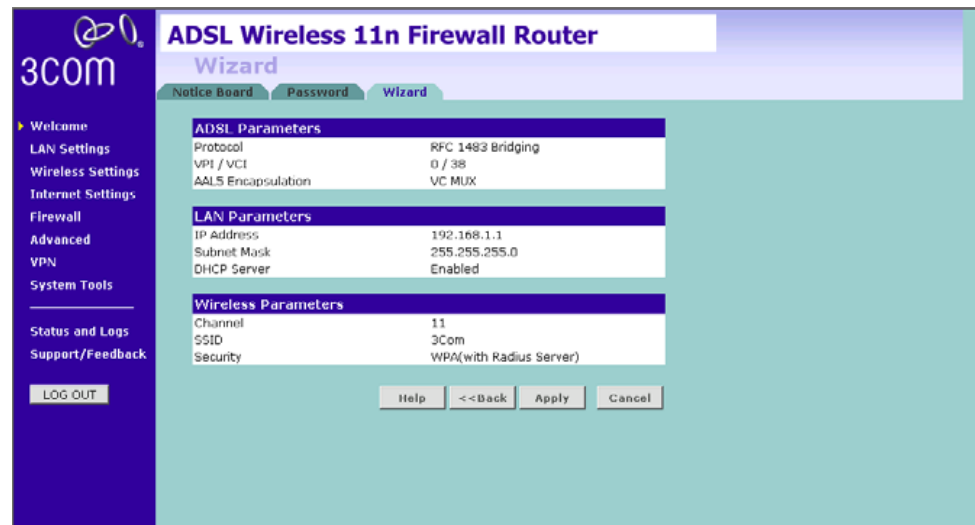 3COM
ADSL Wireless 11n Firewall Router
Wizard
Notice Board Password Wizard
Welcome
LAN Settings
Wireless Settings
Internet Settings
Firewall
Advanced
VPN
System Tools
Status and Logs
Support/Feedback
LOG OUT
ADSL Parameters
Protocol RFC 1483 Bridging
VPI / VCI 0 / 38
AAL5 Encapsulation VC MUX
LAN Parameters
IP Address 192.168.1.1
Subnet Mask 255.255.255.0
DHCP Server Enabled
Wireless Parameters
Channel 11
SSID 3Com
Security WPA(with Radius Server)
Help <<Back Apply Cancel